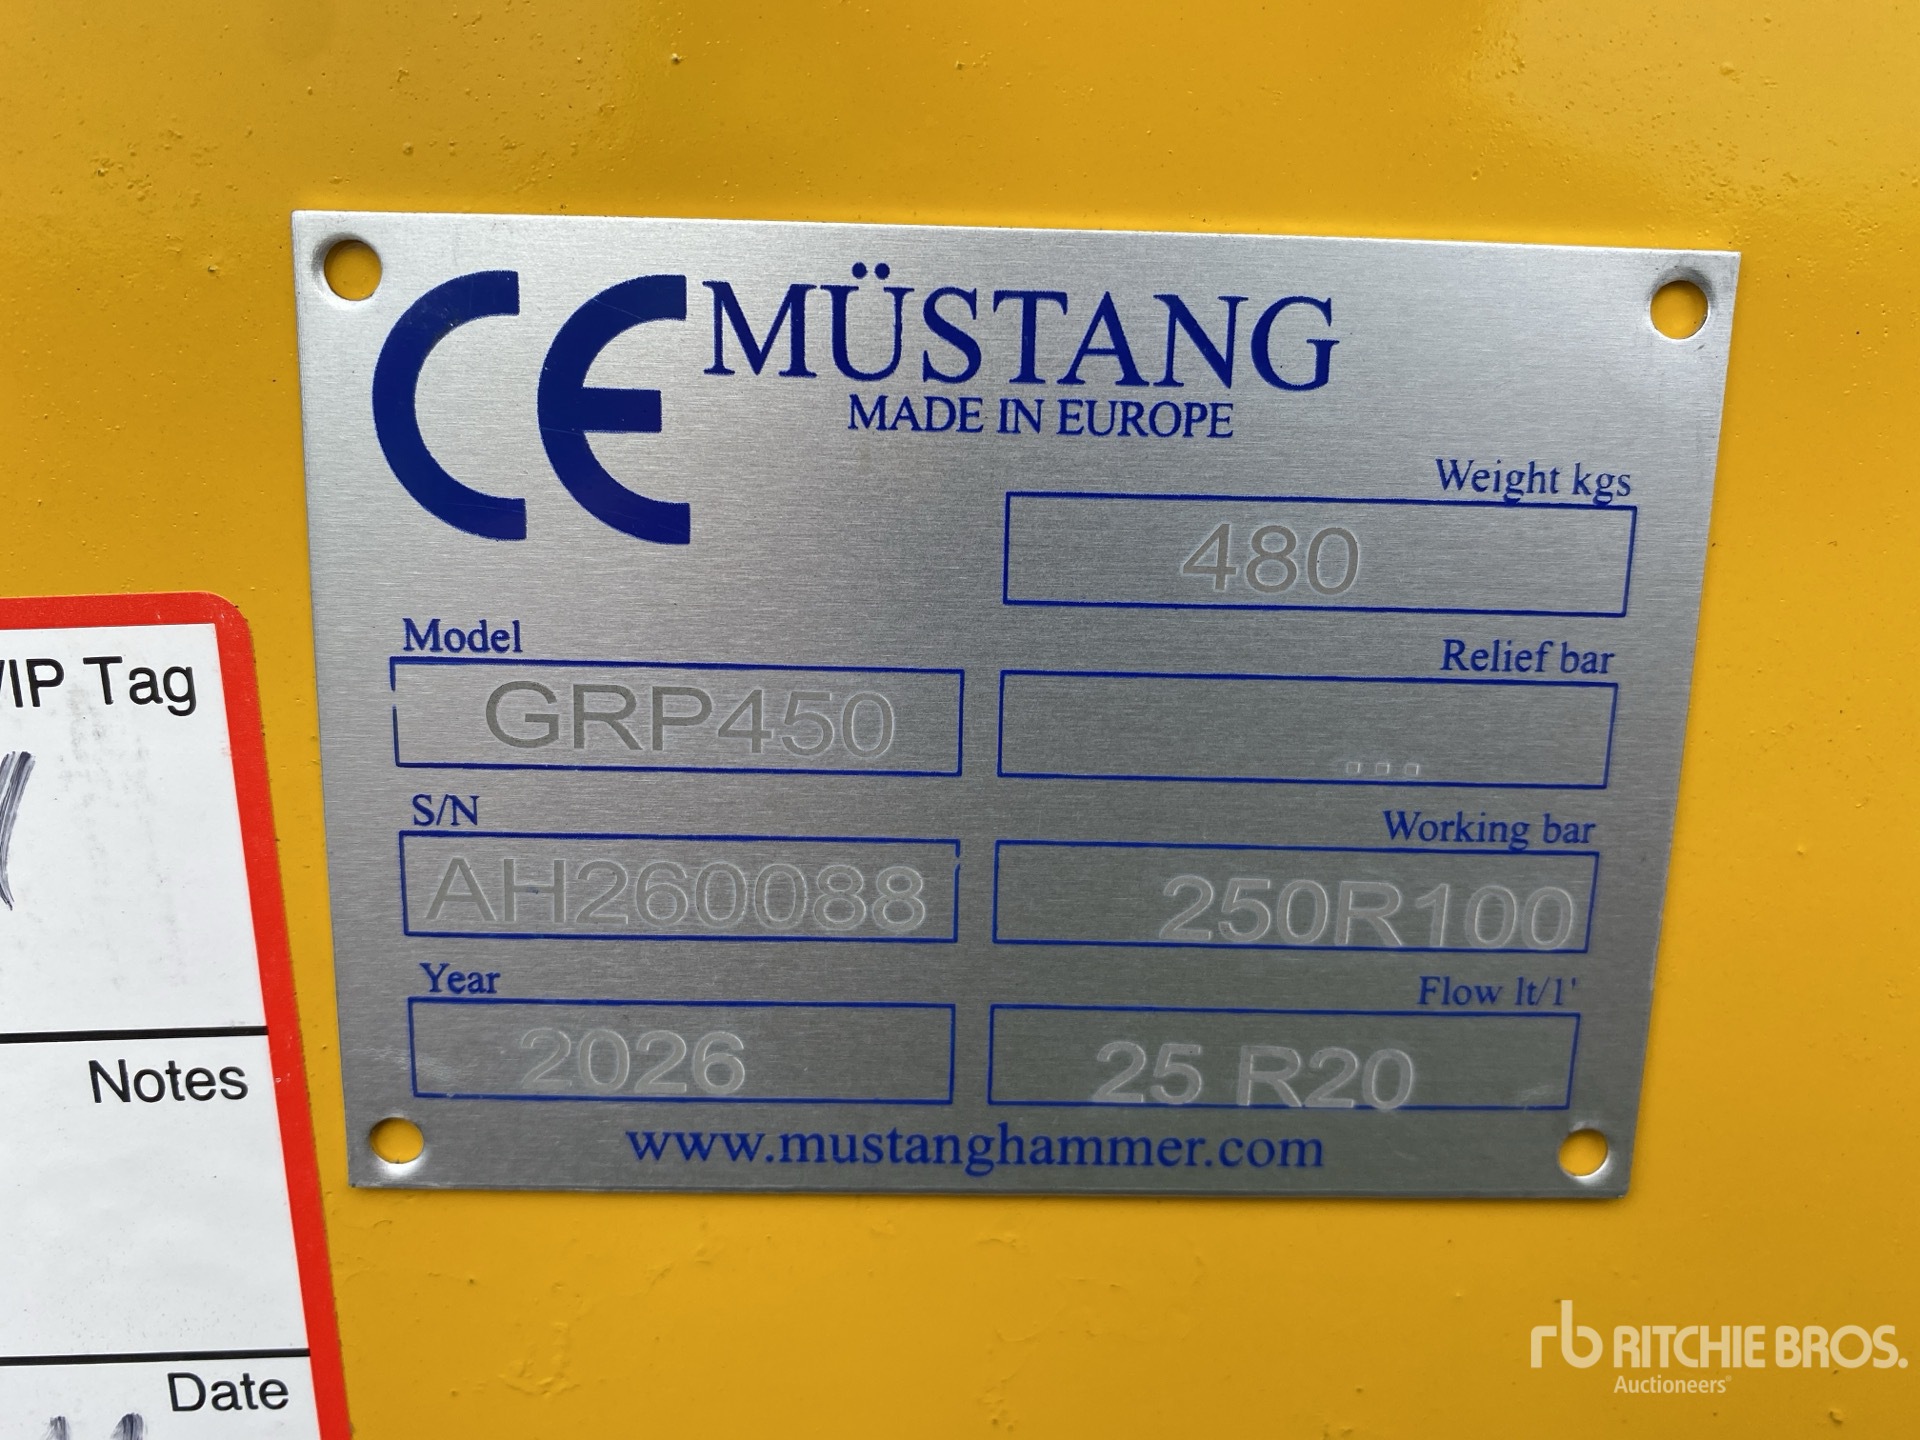 CE MÜSTANG
MADE IN EUROPE
Weight kgs
480
Model
GRP450
Relief bar
...
S/N
AH260088
Working bar
250R100
Year
2026
Flow lt/1'
25 R20
www.mustanghammer.com
Tag
Notes
Date
rb RITCHIE BROS.
Auctioneers